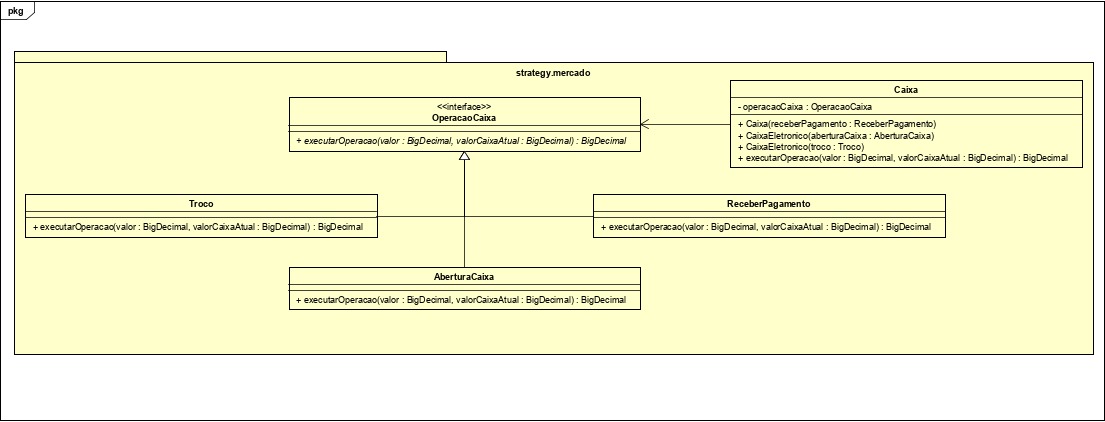 pkg
strategy.mercado
<<interface>>
OperacaoCaixa
+ executarOperacao(valor : BigDecimal, valorCaixaAtual : BigDecimal) : BigDecimal
Caixa
- operacaoCaixa : OperacaoCaixa
+ Caixa(receberPagamento : ReceberPagamento)
+ CaixaEletronico(aberturaCaixa : AberturaCaixa)
+ CaixaEletronico(troco : Troco)
+ executarOperacao(valor : BigDecimal, valorCaixaAtual : BigDecimal) : BigDecimal
Troco
+ executarOperacao(valor : BigDecimal, valorCaixaAtual : BigDecimal) : BigDecimal
ReceberPagamento
+ executarOperacao(valor : BigDecimal, valorCaixaAtual : BigDecimal) : BigDecimal
AberturaCaixa
+ executarOperacao(valor : BigDecimal, valorCaixaAtual : BigDecimal) : BigDecimal